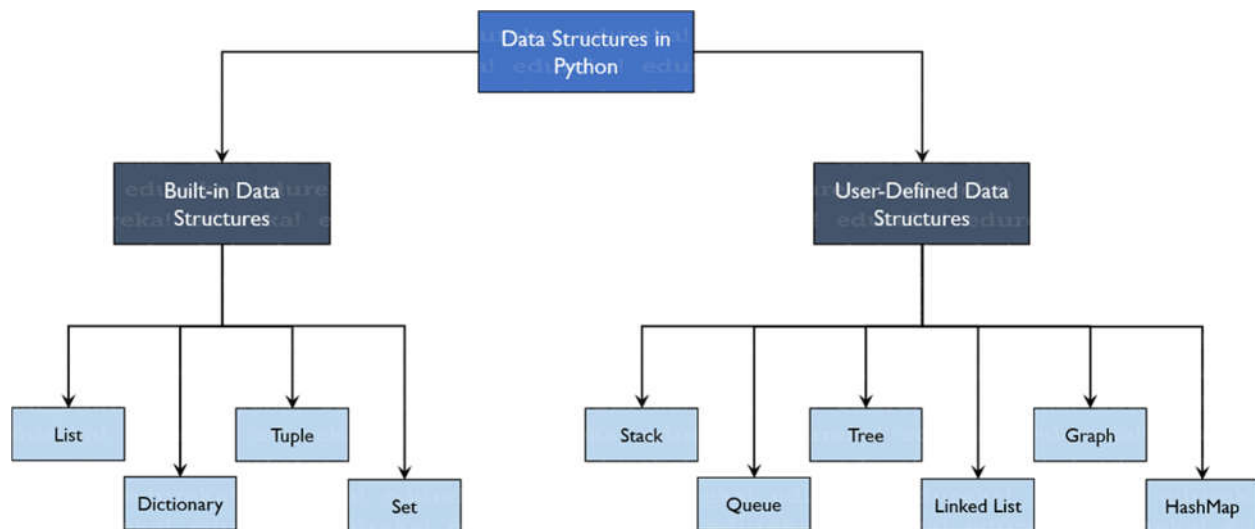 Data Structures in
Python
Built-in Data
Structures
User-Defined Data
Structures
List
Tuple
Stack
Tree
Graph
Dictionary
Set
Queue
Linked List
HashMap